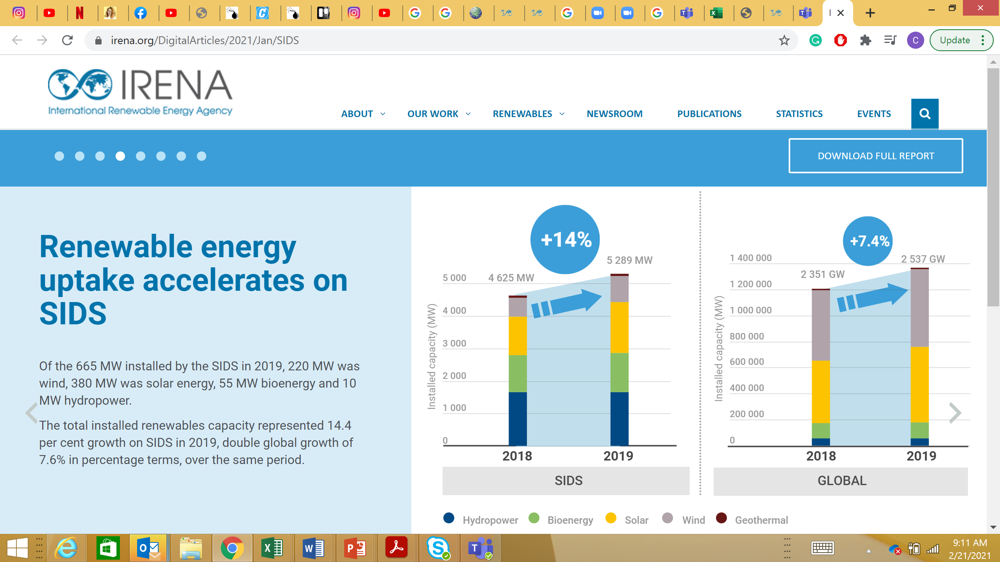 irena.org/DigitalArticles/2021/Jan/SIDS
C
Update
IRENA
International Renewable Energy Agency
ABOUT OUR WORK RENEWABLES NEWSROOM PUBLICATIONS STATISTICS EVENTS
DOWNLOAD FULL REPORT
Renewable energy
uptake accelerates on
SIDS
Of the 665 MW installed by the SIDS in 2019, 220 MW was
wind, 380 MW was solar energy, 55 MW bioenergy and 10
MW hydropower.
The total installed renewables capacity represented 14.4
per cent growth on SIDS in 2019, double global growth of
7.6% in percentage terms, over the same period.
+14%
5 289 MW
4 625 MW
5 000
4 000
3 000
2 000
1 000
0
Installed capacity (MW)
2018 2019
SIDS
+7.4%
2 537 GW
2 351 GW
1 400 000
1 200 000
1 000 000
800 000
600 000
400 000
200 000
0
Installed capacity (MW)
2018 2019
GLOBAL
Hydropower Bioenergy Solar Wind Geothermal
9:11 AM
2/21/2021